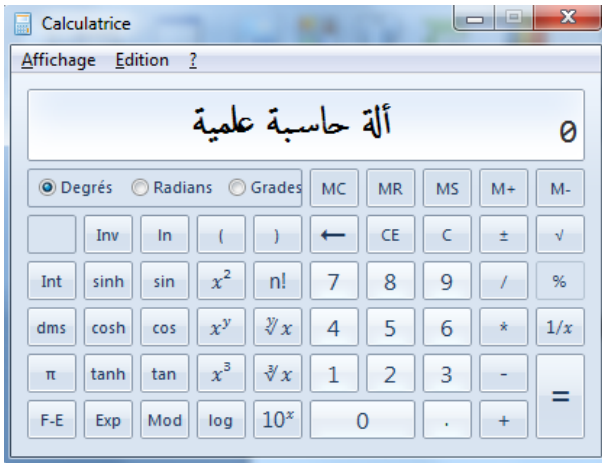 Calculatrice
Affichage Edition ?
ألة حاسبة علمية
0
Degrés Radians Grades MC MR MS M+ M-
Inv ln ( ) ← CE C ± √
Int sinh sin x² n! 7 8 9 / %
dms cosh cos xʸ ʸ√x 4 5 6 * 1/x
π tanh tan x³ ³√x 1 2 3 - =
F-E Exp Mod log 10ˣ 0 . +